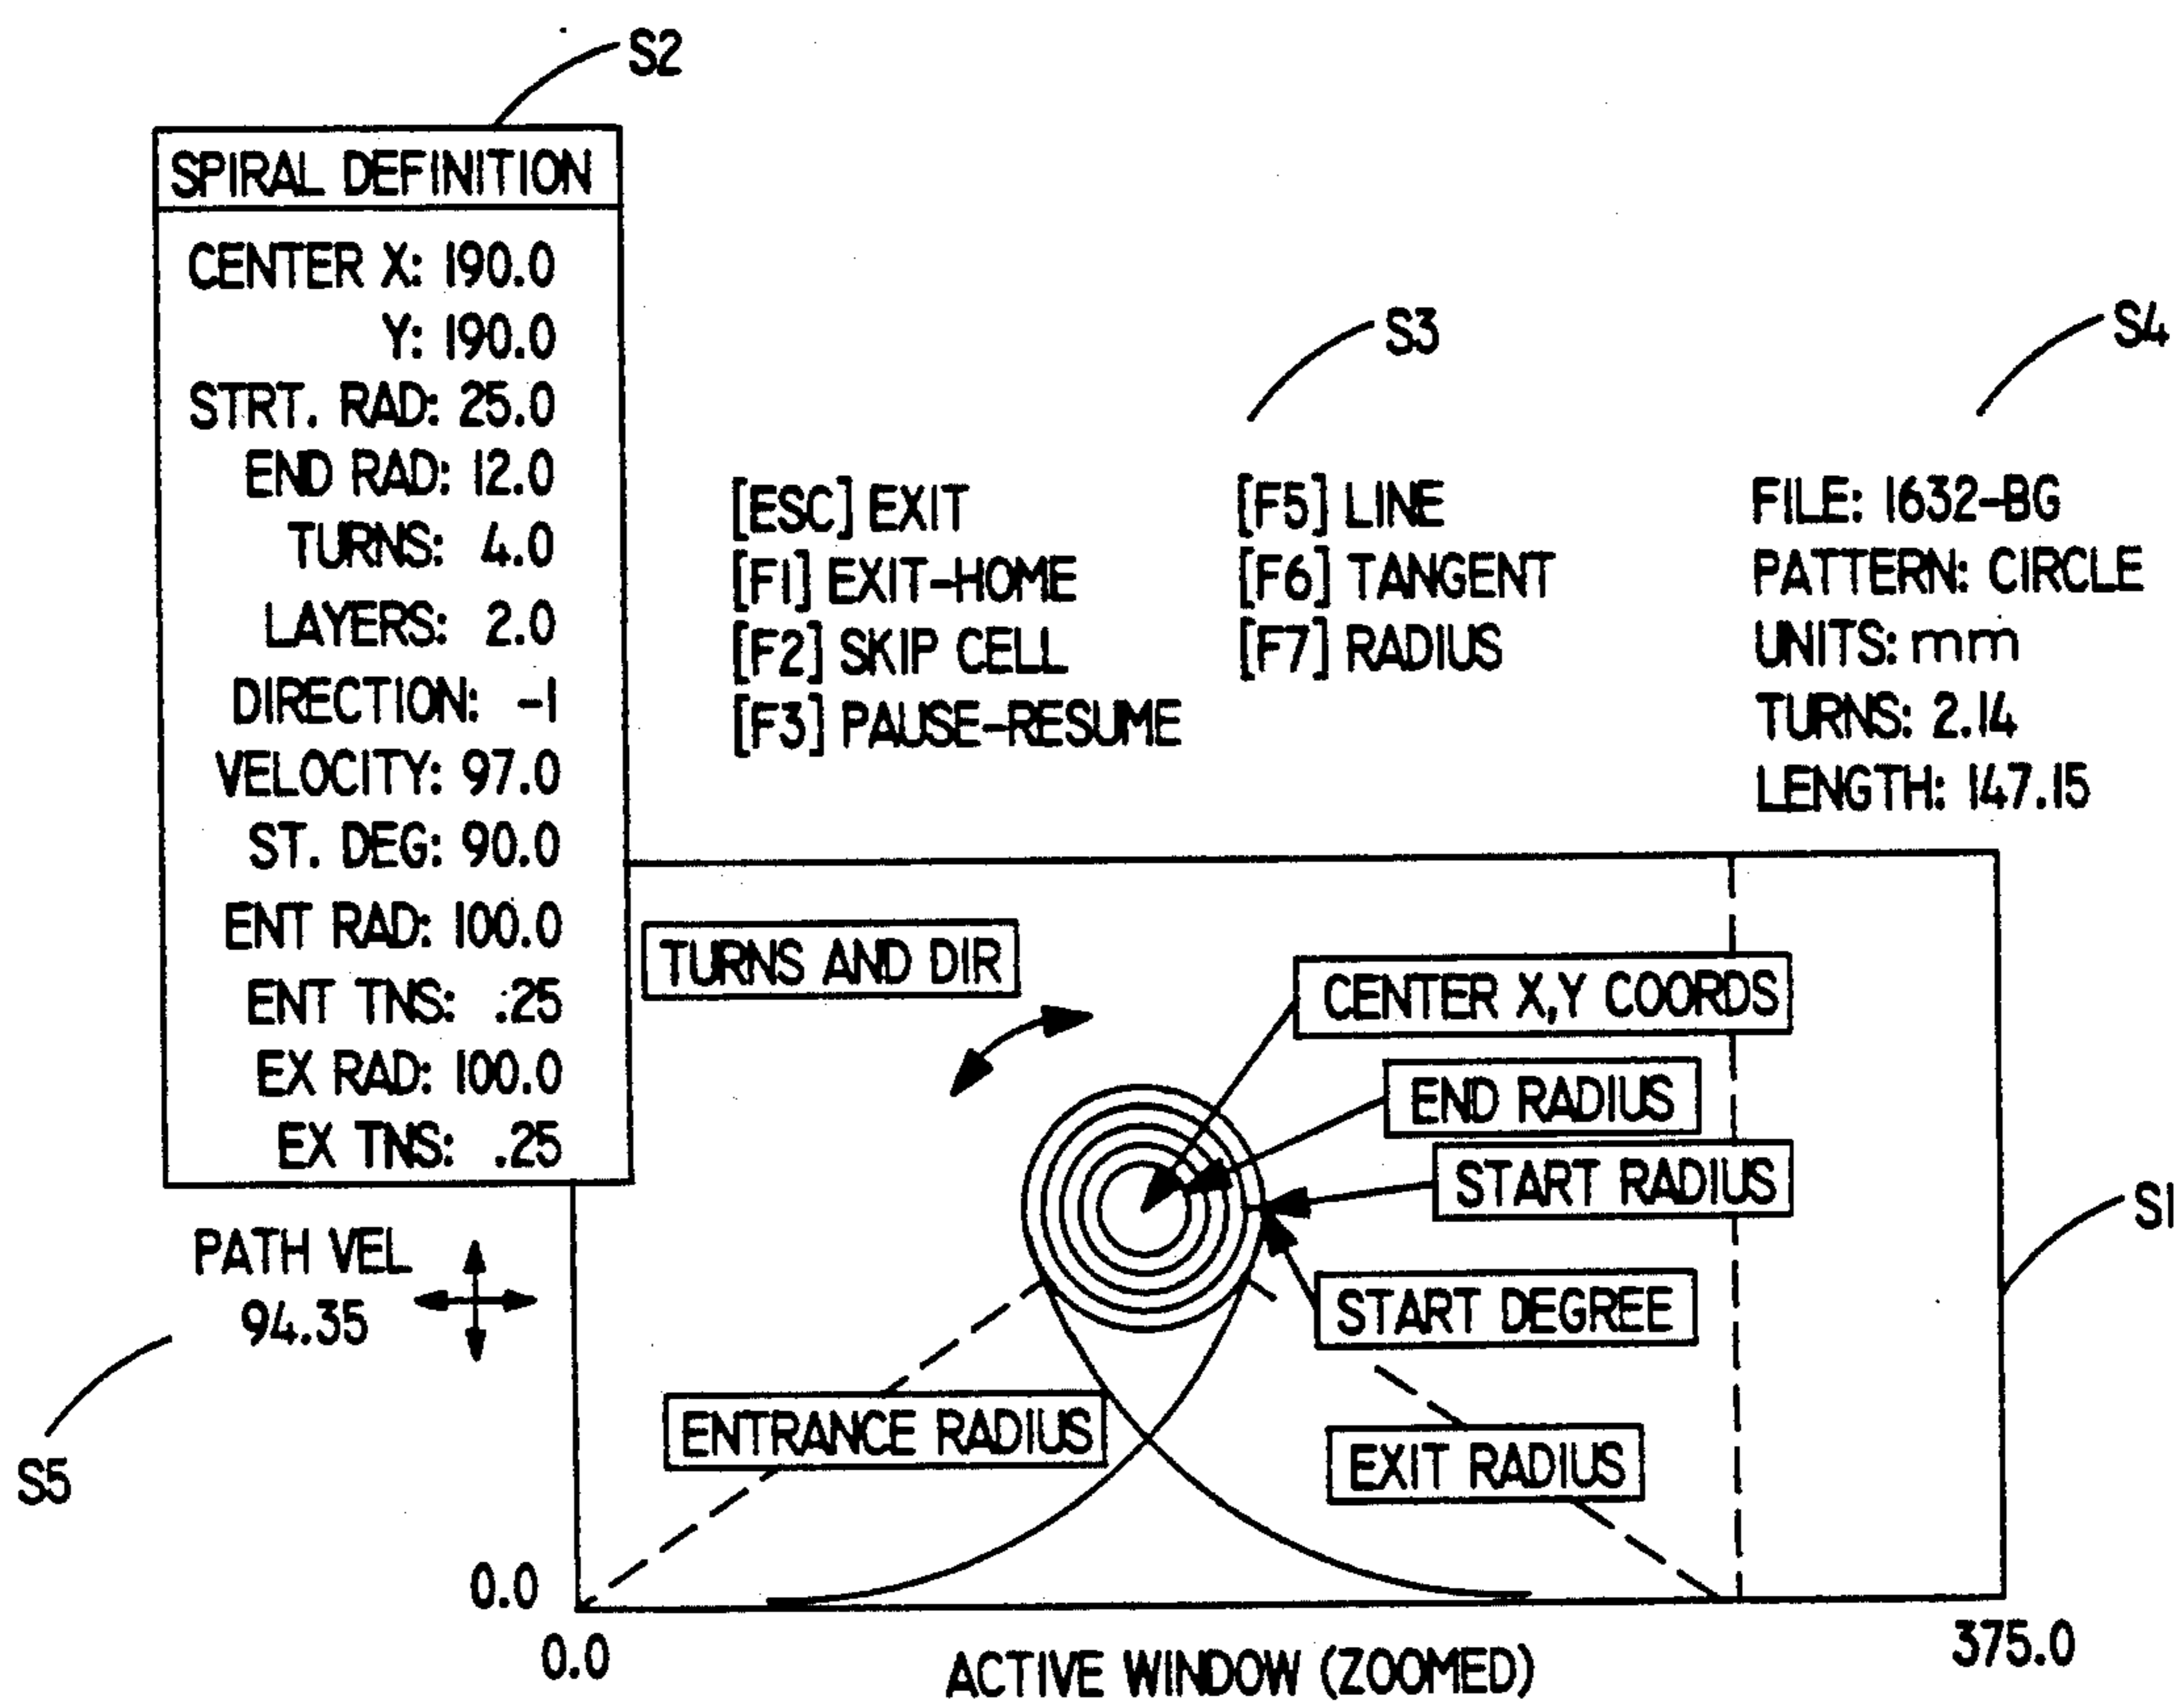 S2
SPIRAL DEFINITION
CENTER X: 190.0
Y: 190.0
STRT. RAD: 25.0
END RAD: 12.0
TURNS: 4.0
LAYERS: 2.0
DIRECTION: -1
VELOCITY: 97.0
ST. DEG: 90.0
ENT RAD: 100.0
ENT TNS: .25
EX RAD: 100.0
EX TNS: .25
S3
[ESC] EXIT
[F1] EXIT-HOME
[F2] SKIP CELL
[F3] PAUSE-RESUME
[F5] LINE
[F6] TANGENT
[F7] RADIUS
S4
FILE: 1632-BG
PATTERN: CIRCLE
UNITS: mm
TURNS: 2.14
LENGTH: 147.15
TURNS AND DIR
CENTER X,Y COORDS
END RADIUS
START RADIUS
S1
START DEGREE
ENTRANCE RADIUS
EXIT RADIUS
PATH VEL
94.35
S5
0.0
0.0
375.0
ACTIVE WINDOW (ZOOMED)